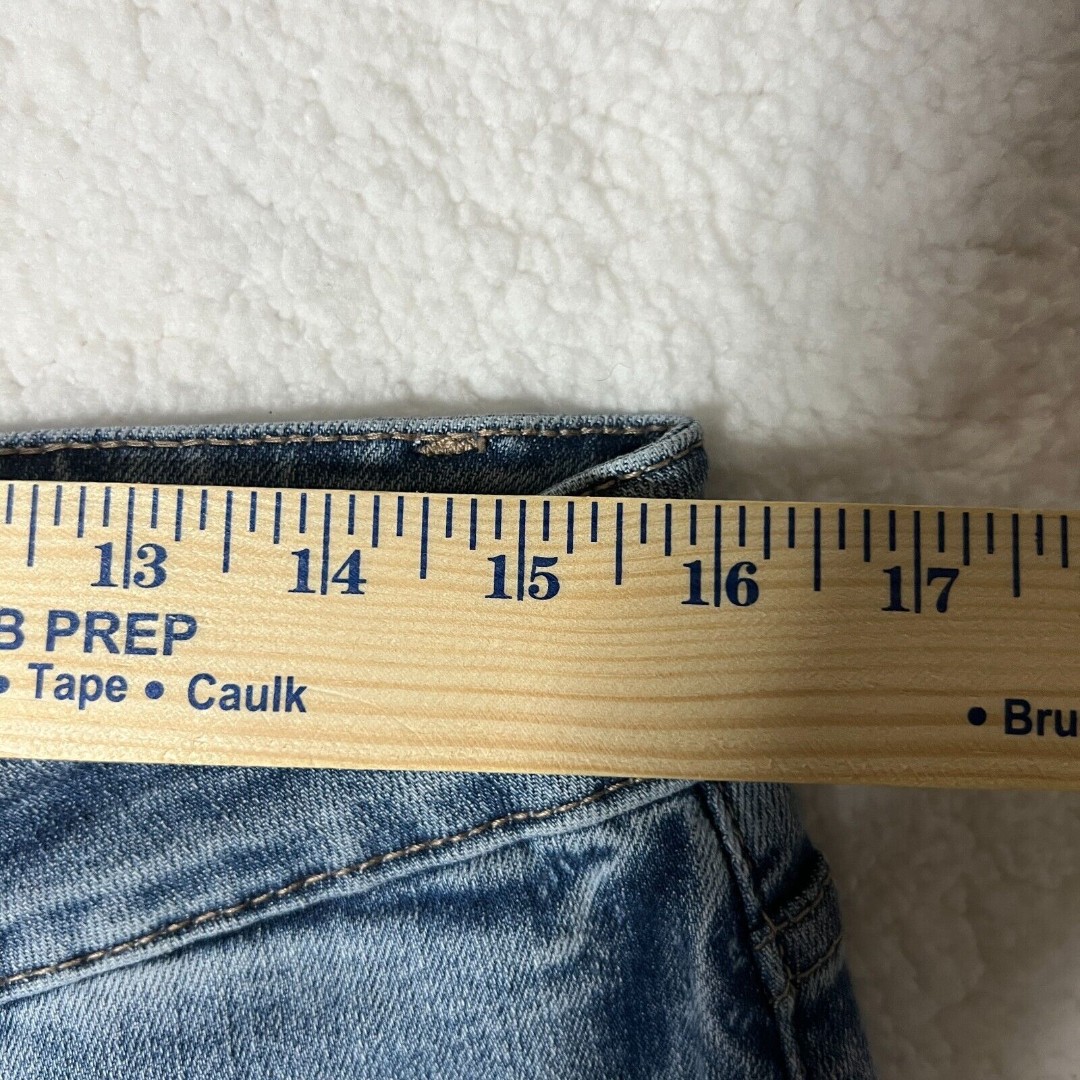 13 14 15 16 17
B PREP
• Tape • Caulk
• Bru